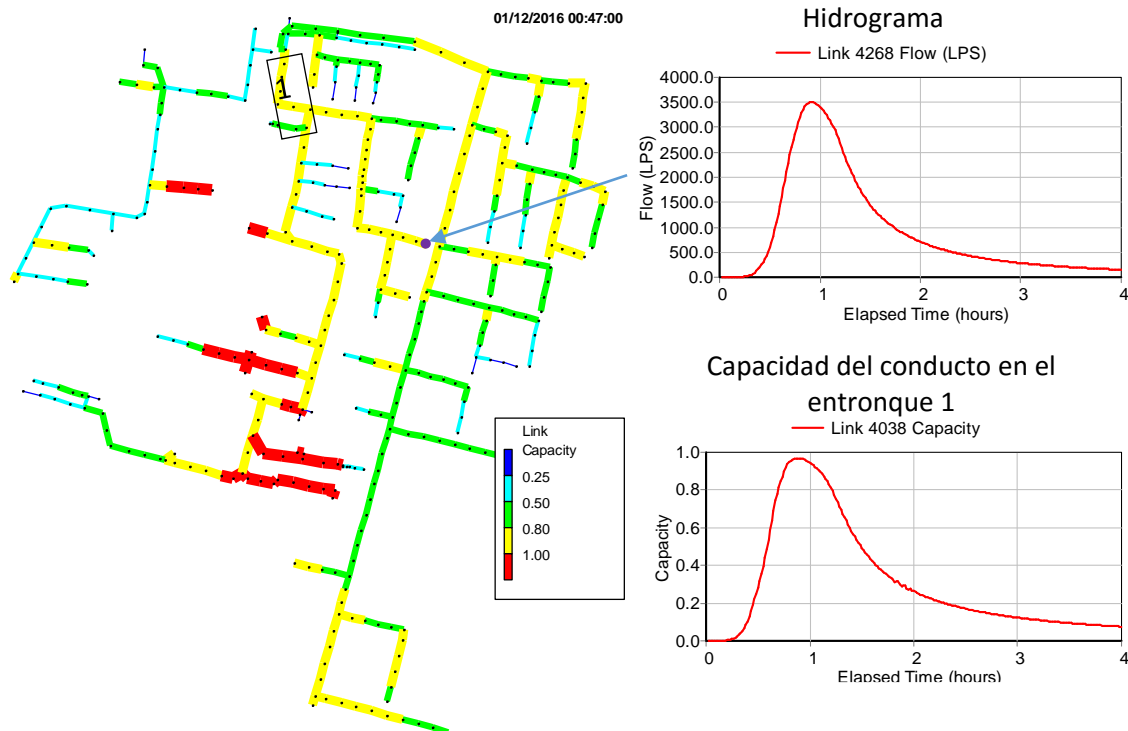 01/12/2016 00:47:00
1
Link
Capacity
0.25
0.50
0.80
1.00
Hidrograma
Link 4268 Flow (LPS)
4000.0
3500.0
3000.0
2500.0
2000.0
1500.0
1000.0
500.0
0.0
Flow (LPS)
0 1 2 3 4
Elapsed Time (hours)
Capacidad del conducto en el
entronque 1
Link 4038 Capacity
1.0
0.8
0.6
0.4
0.2
0.0
Capacity
0 1 2 3 4
Elapsed Time (hours)